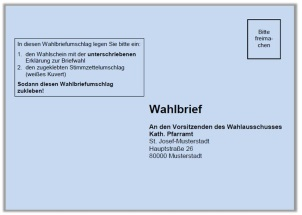 In diesen Wahlbriefumschlag legen Sie bitte ein:
1. den Wahlschein mit der unterschriebenen
Erklärung zur Briefwahl
2. den zugeklebten Stimmzettelumschlag
(weißes Kuvert)
Sodann diesen Wahlbriefumschlag
zukleben!
Bitte
freima-
chen
Wahlbrief
An den Vorsitzenden des Wahlausschusses
Kath. Pfarramt
St. Josef-Musterstadt
Hauptstraße 26
80000 Musterstadt